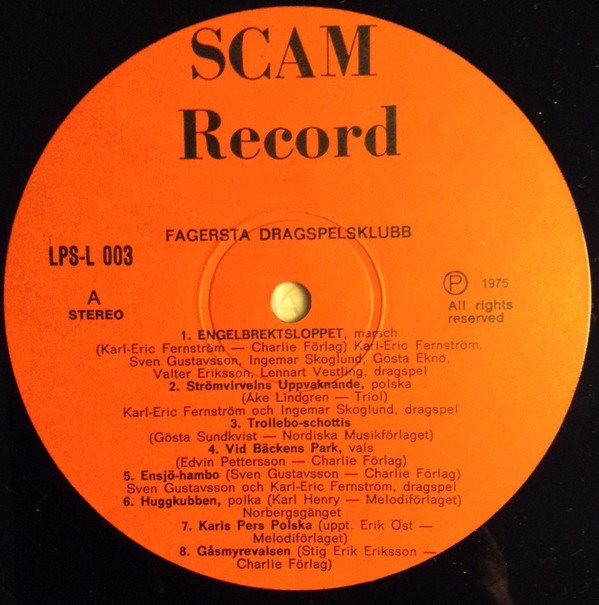 SCAM
Record
FAGERSTA DRAGSPELSKLUBB
LPS-L 003
A
STEREO
Ⓟ 1975
All rights
reserved
1. ENGELBREKTSLOPPET, marsch
(Karl-Eric Fernström — Charlie Förlag) Karl-Eric Fernström,
Sven Gustavsson, Ingemar Skoglund, Gösta Ekno,
Valter Eriksson, Lennart Vestling, dragspel
2. Strömvirvelns Uppvaknande, polska
(Åke Lindgren — Triol)
Karl-Eric Fernström och Ingemar Skoglund, dragspel
3. Trollebo-schottis
(Gösta Sundkvist — Nordiska Musikförlaget)
4. Vid Bäckens Park, vals
(Edvin Pettersson — Charlie Förlag)
5. Ensjö-hambo (Sven Gustavsson — Charlie Förlag)
Sven Gustavsson och Karl-Eric Fernström, dragspel
6. Huggkubben, polka (Karl Henry — Melodiförlaget)
Norbergsgänget
7. Karis Pers Polska (uppt. Erik Öst —
Melodiförlaget)
8. Gåsmyrevalsen (Stig Erik Eriksson —
Charlie Förlag)